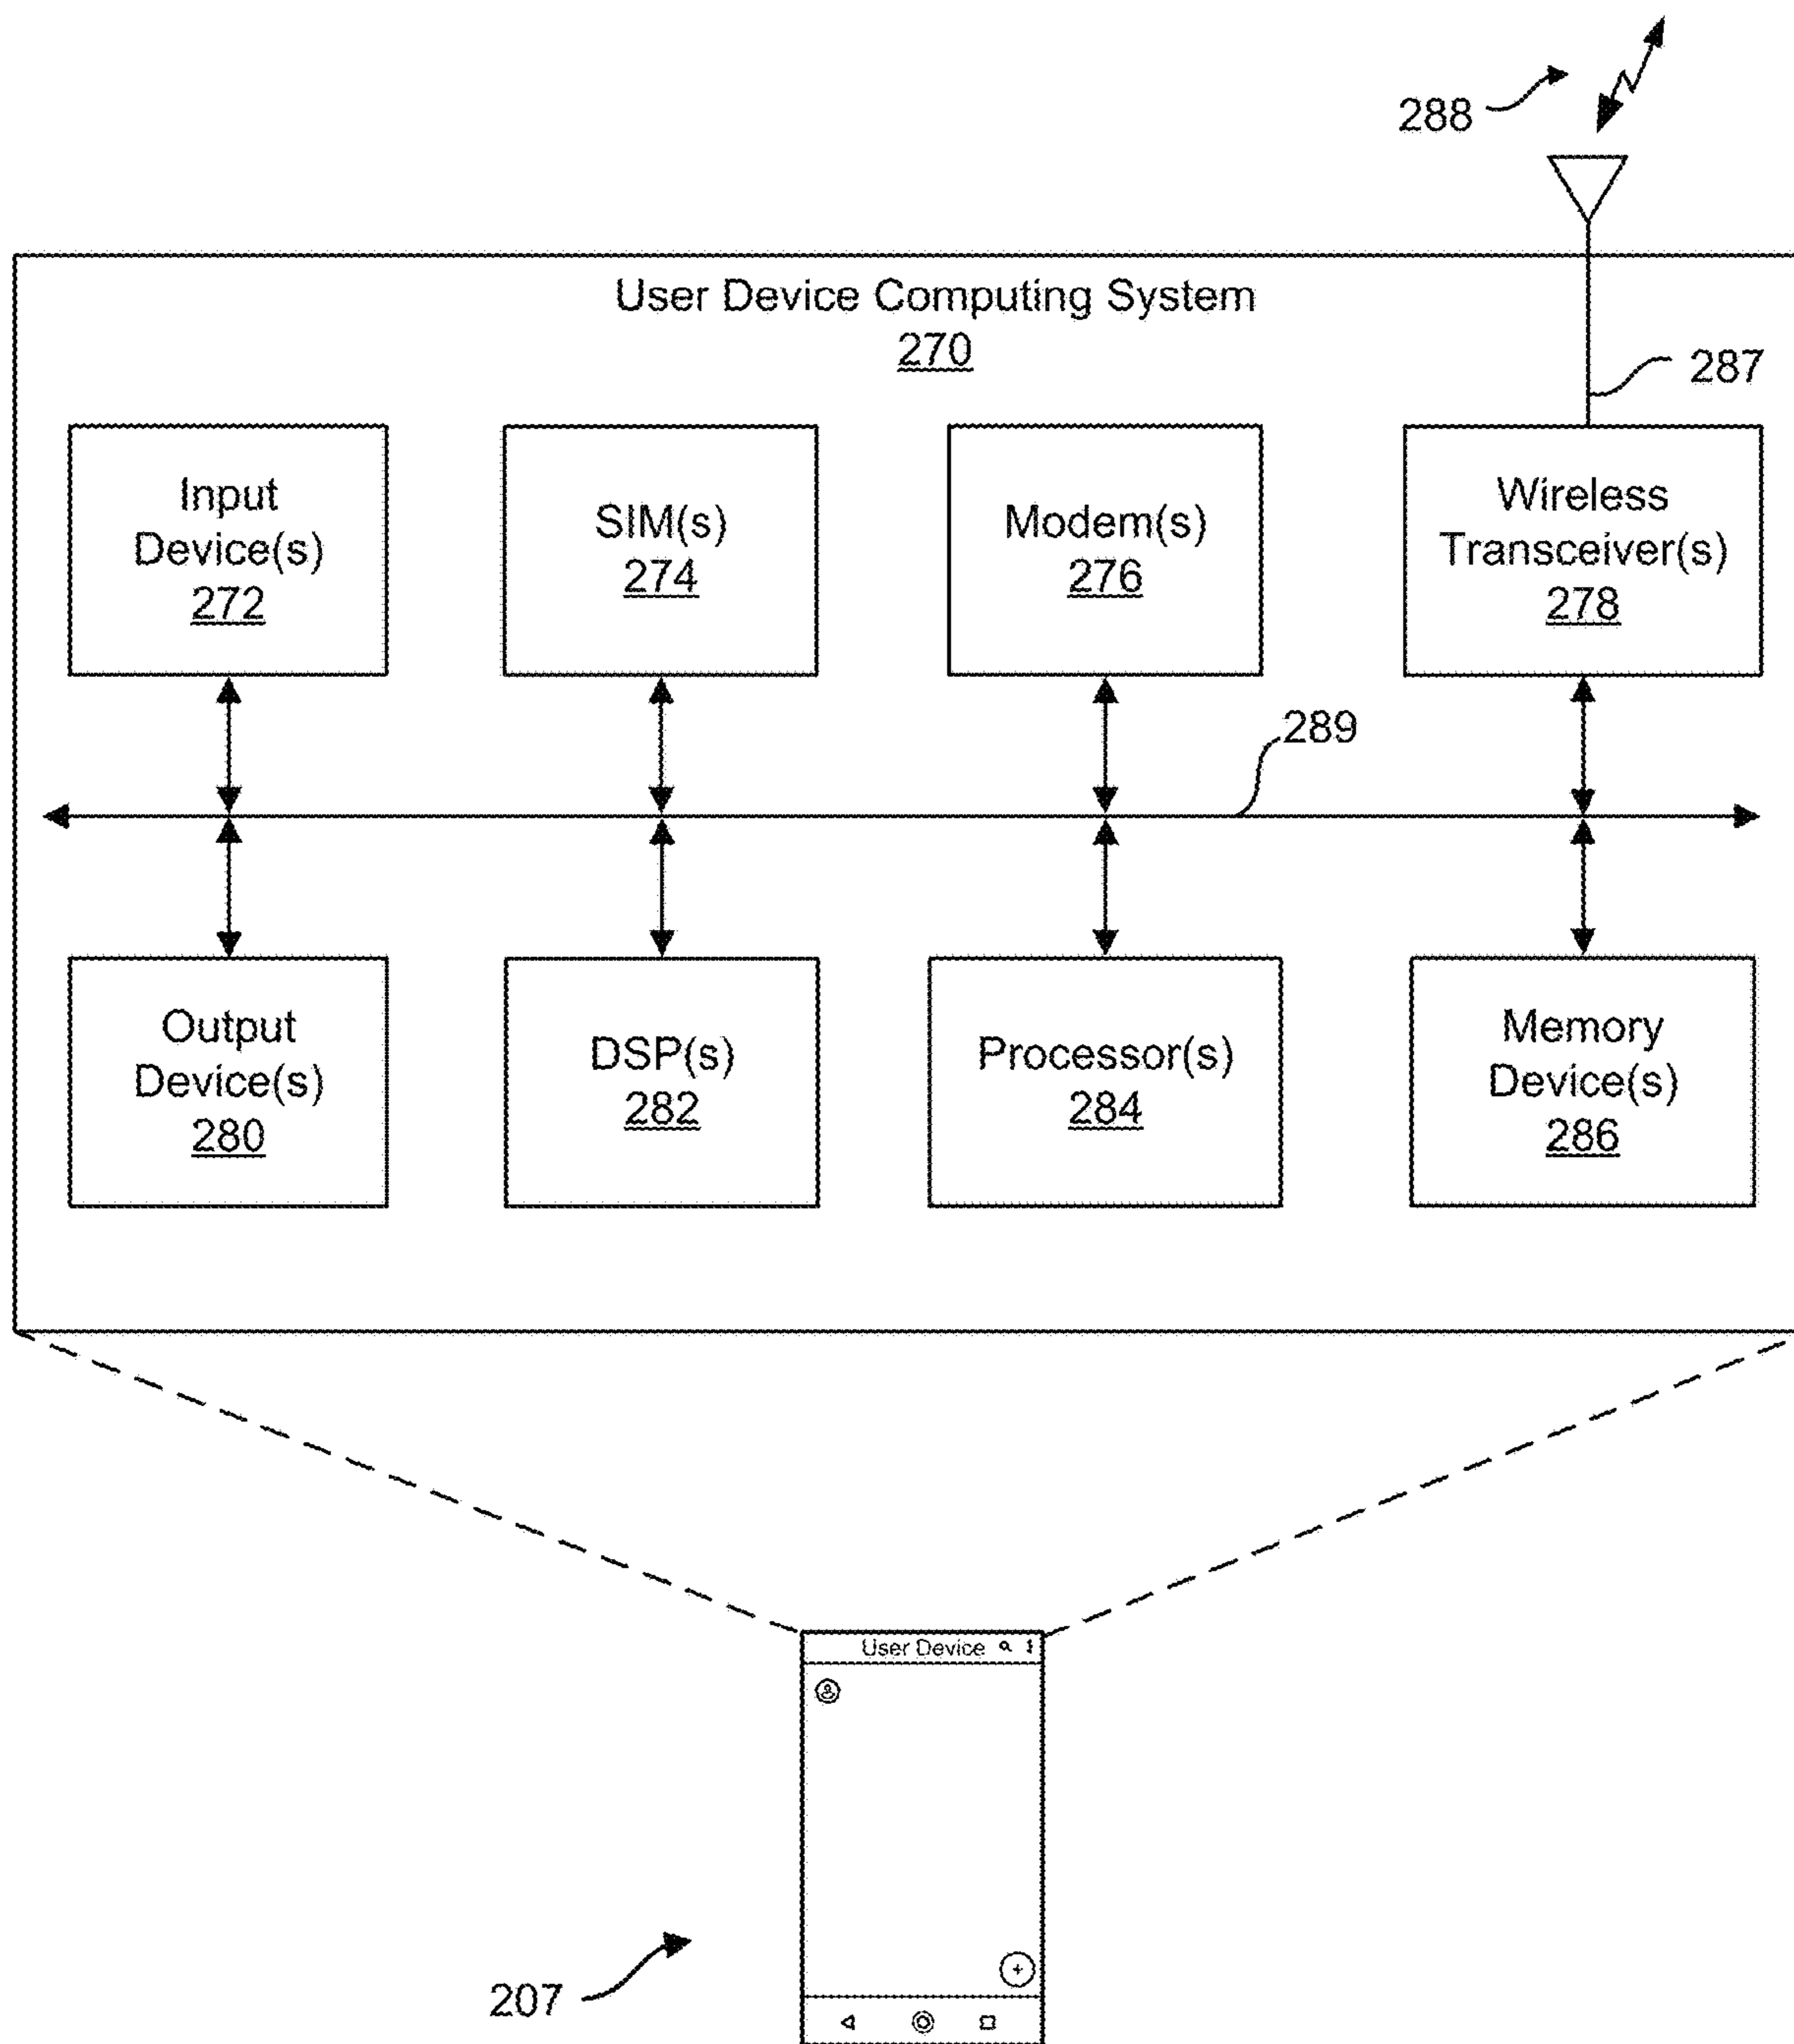 288
User Device Computing System
270
287
Input
Device(s)
272
SIM(s)
274
Modem(s)
276
Wireless
Transceiver(s)
278
289
Output
Device(s)
280
DSP(s)
282
Processor(s)
284
Memory
Device(s)
286
User Device
207